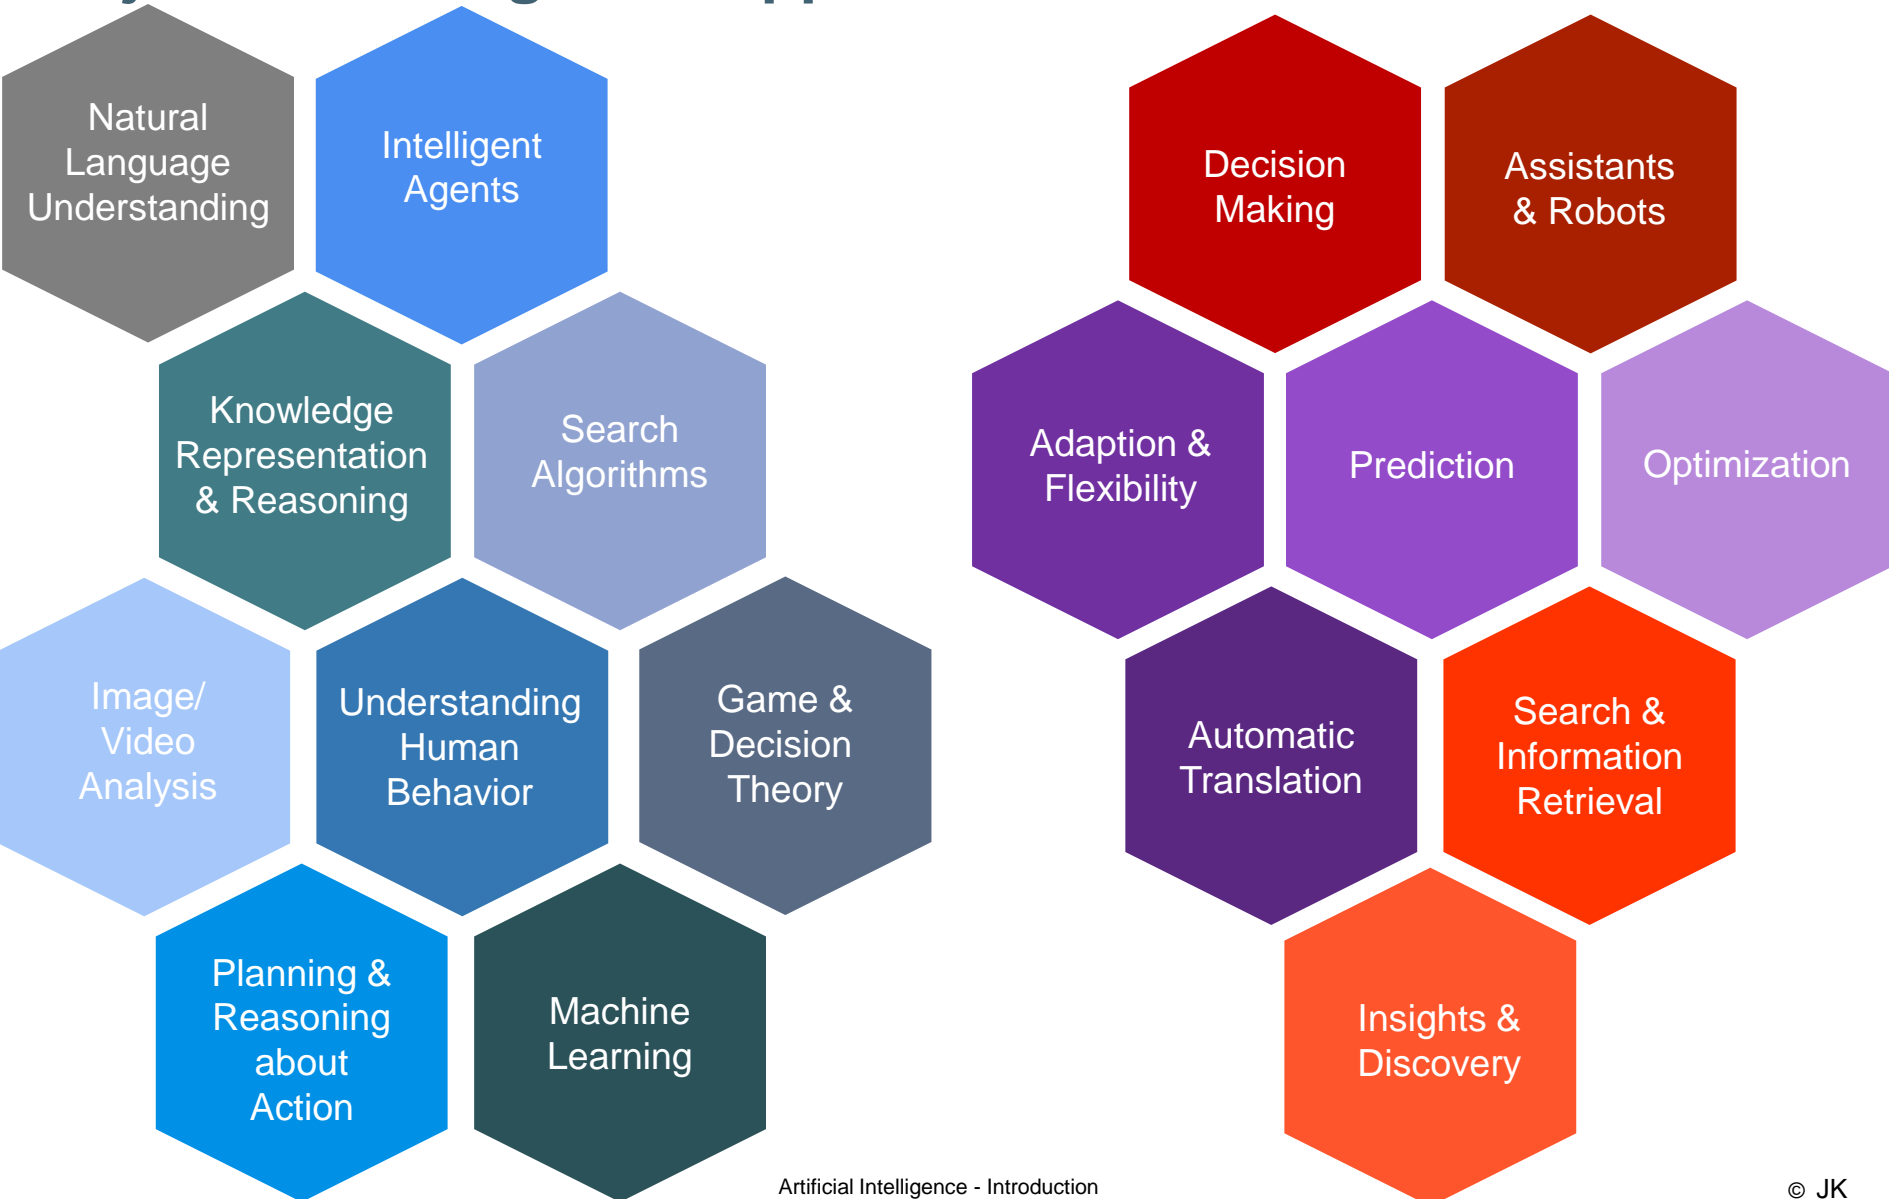 Natural
Language
Understanding
Intelligent
Agents
Knowledge
Representation
& Reasoning
Search
Algorithms
Image/
Video
Analysis
Understanding
Human
Behavior
Game &
Decision
Theory
Planning &
Reasoning
about
Action
Machine
Learning
Decision
Making
Assistants
& Robots
Adaption &
Flexibility
Prediction
Optimization
Automatic
Translation
Search &
Information
Retrieval
Insights &
Discovery
Artificial Intelligence - Introduction
© JK